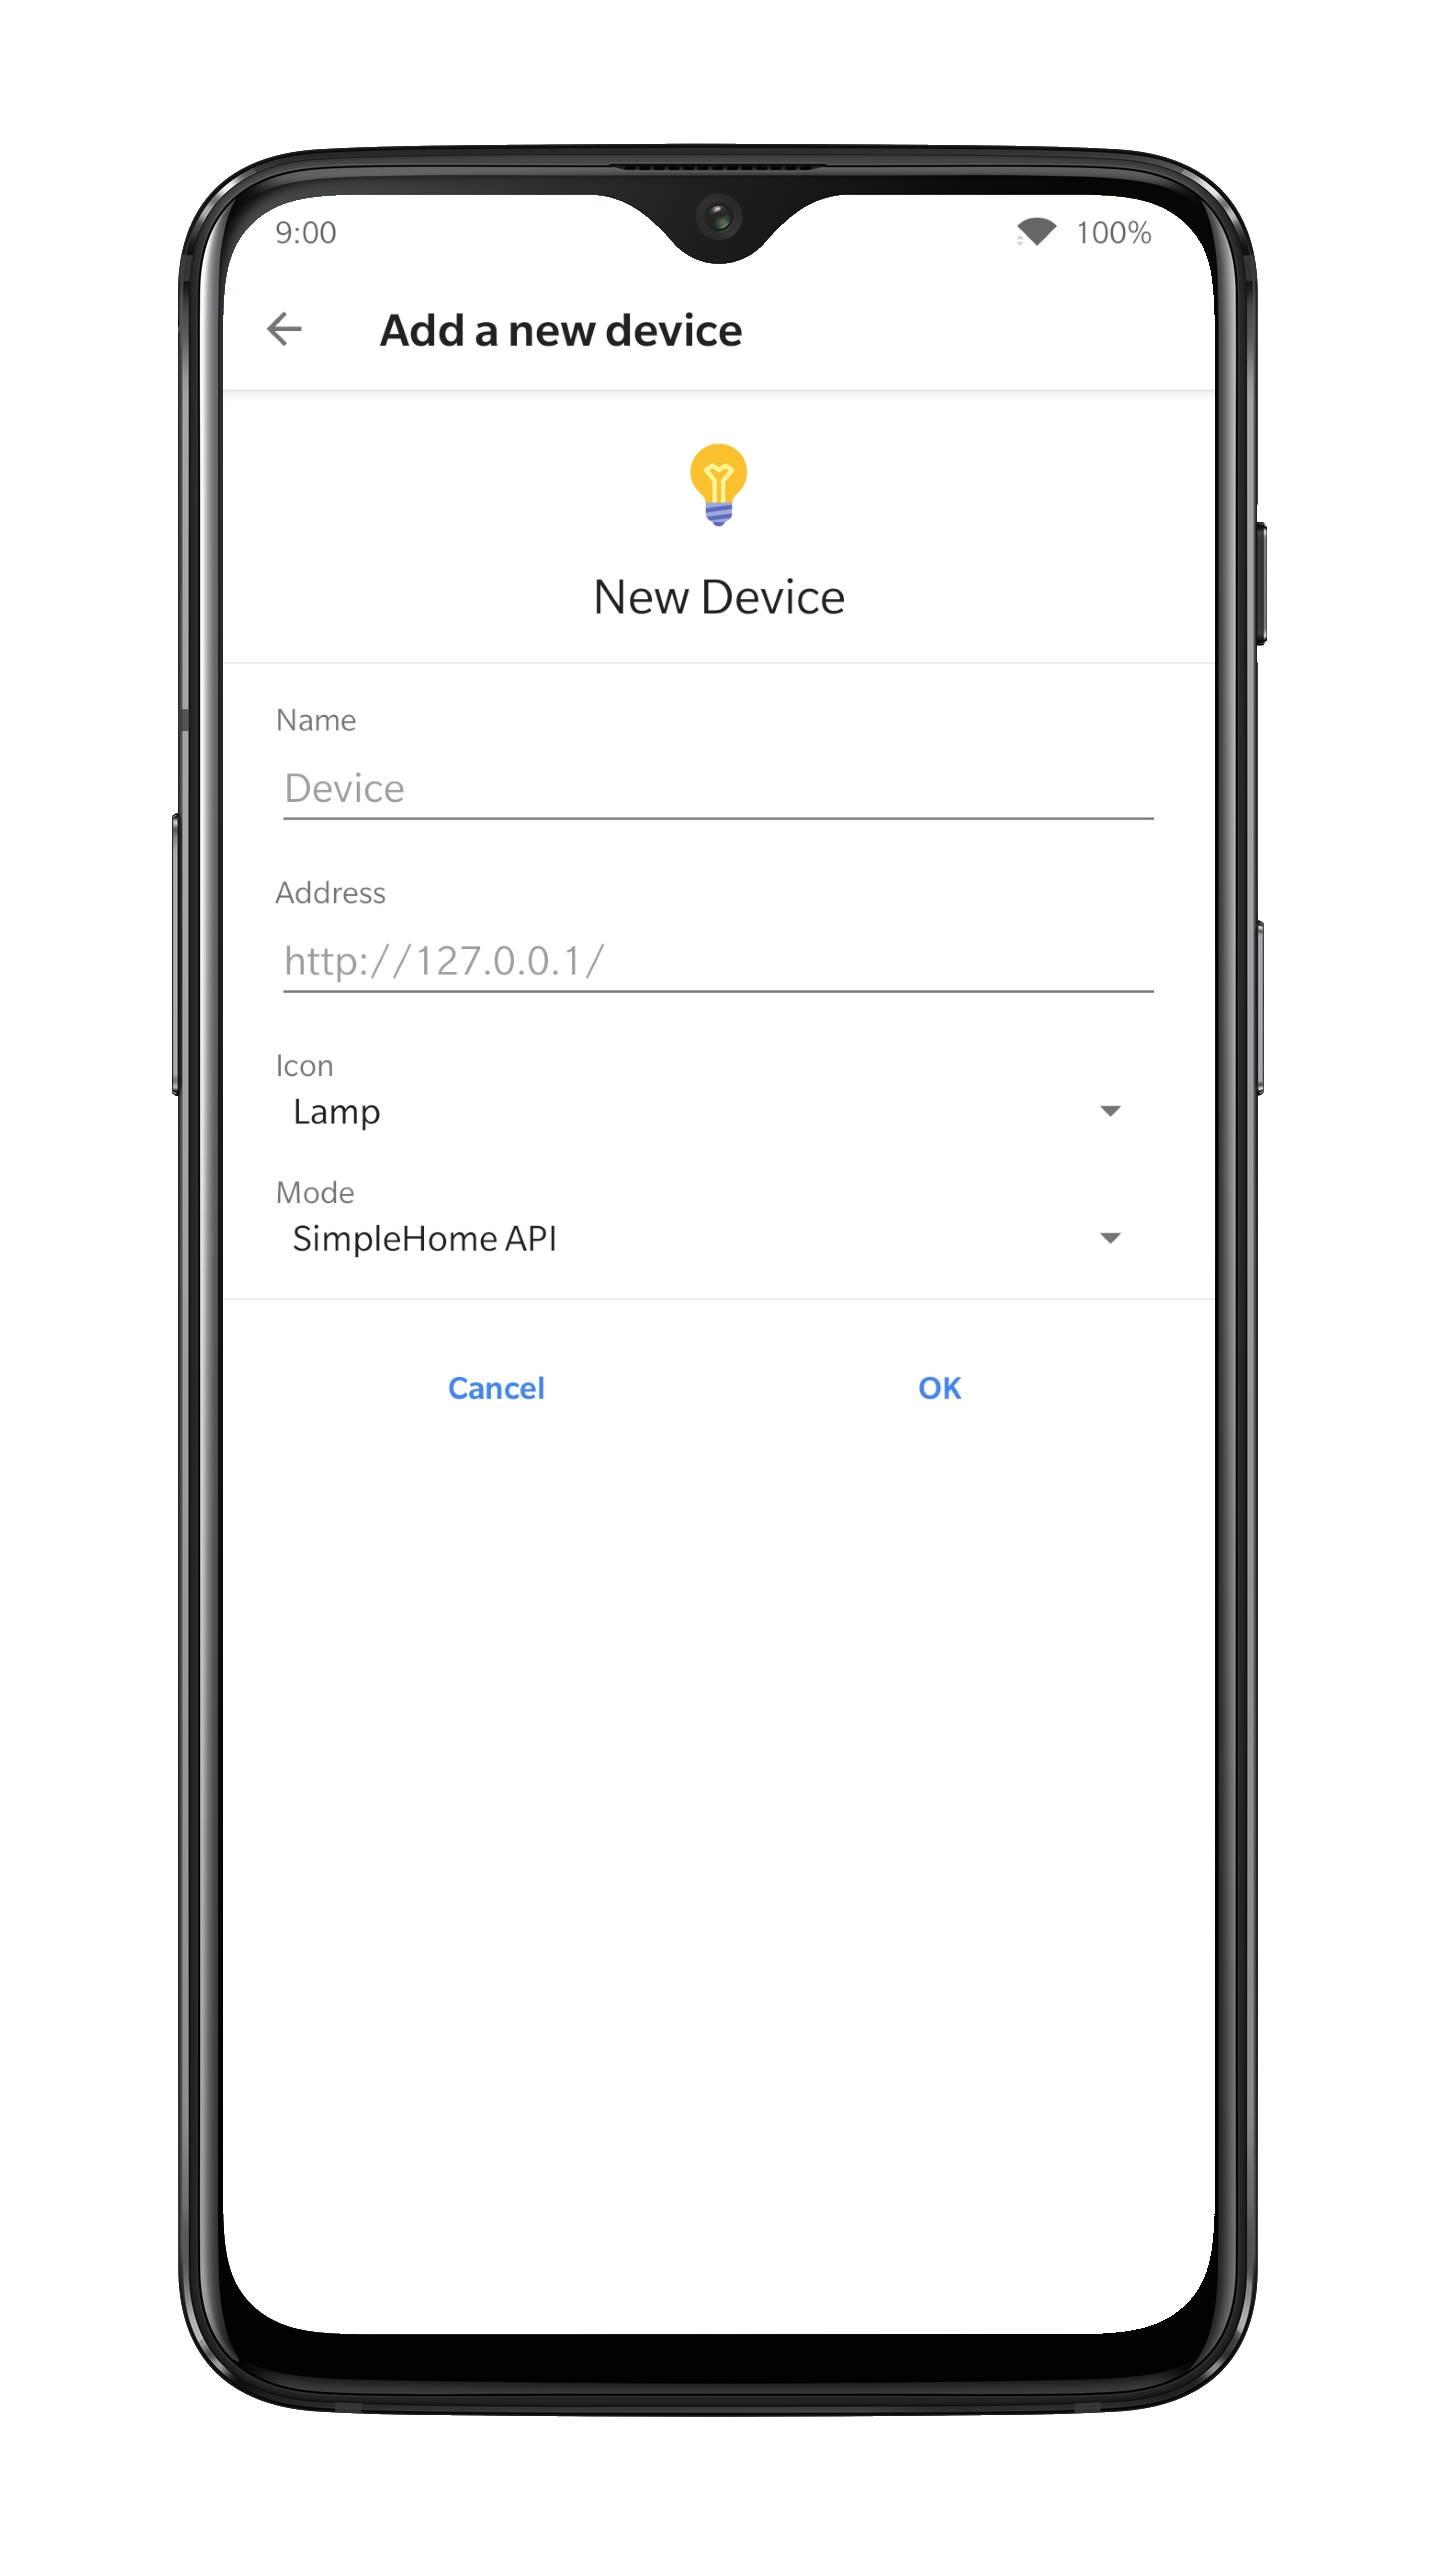 9:00 100%
Add a new device
New Device
Name
Device
Address
http://127.0.0.1/
Icon
Lamp
Mode
SimpleHome API
Cancel OK